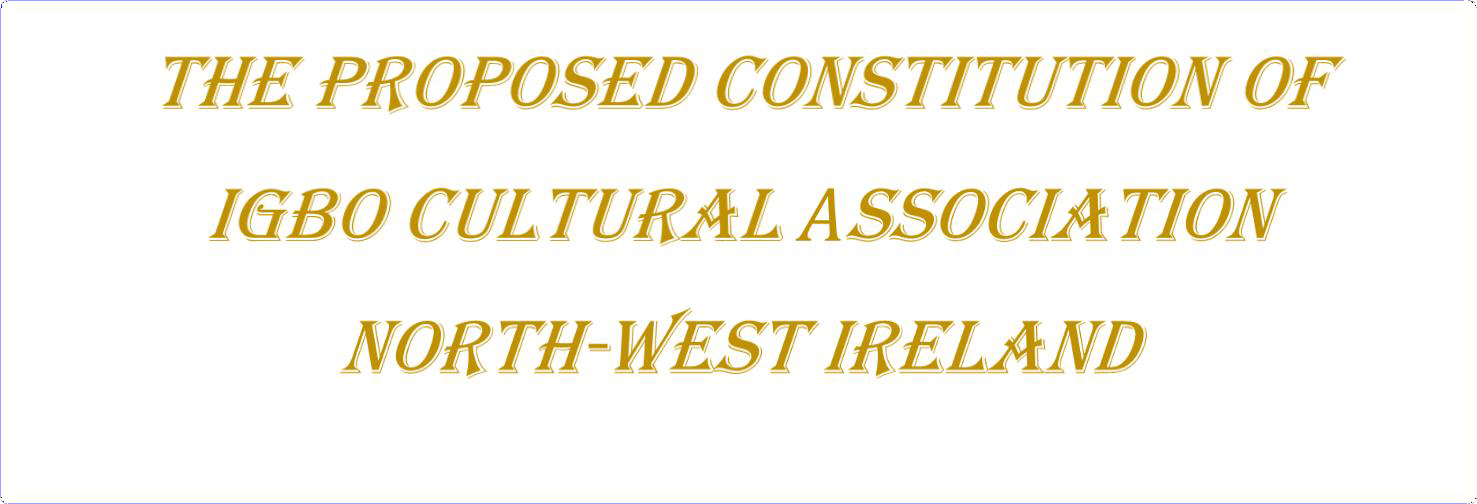 THE PROPOSED CONSTITUTION OF
IGBO CULTURAL ASSOCIATION
NORTH-WEST IRELAND